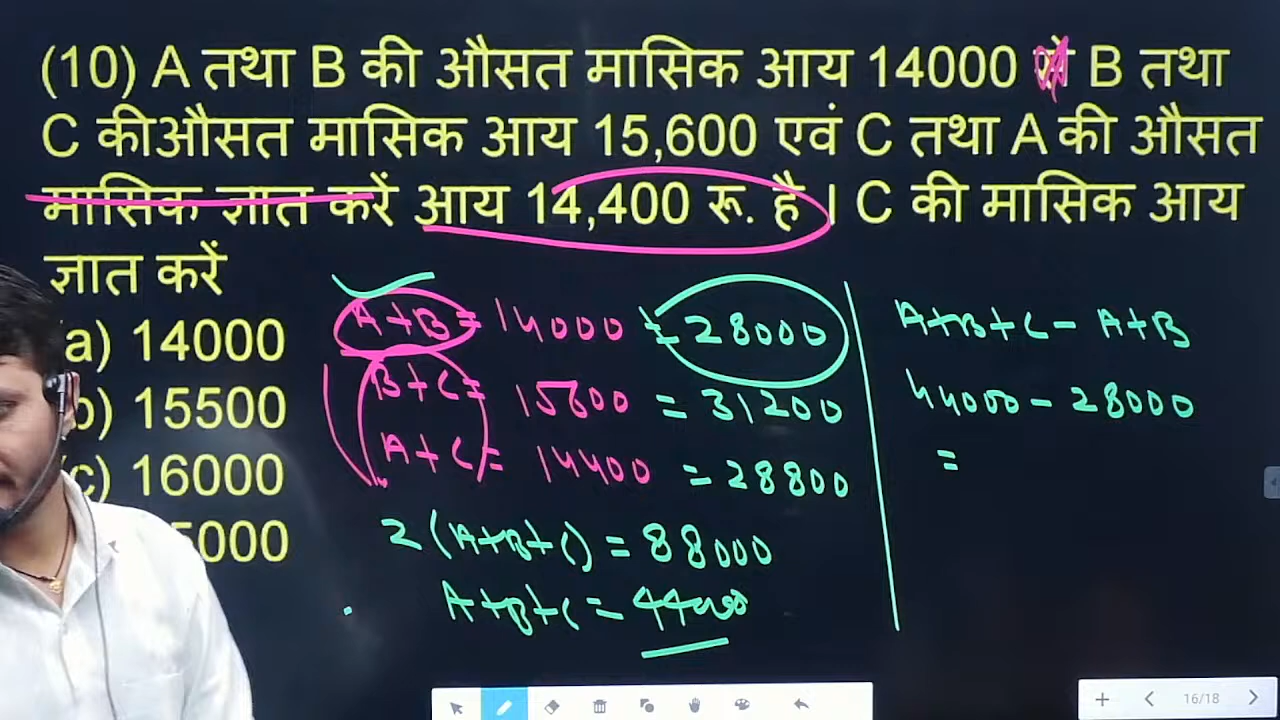 (10) A तथा B की औसत मासिक आय 14000 B तथा
C कीऔसत मासिक आय 15,600 एवं C तथा A की औसत
मासिक ज्ञात करें आय 14,400 रू. है । C की मासिक आय
ज्ञात करें
a) 14000
b) 15500
(c) 16000
5000
A+B = 14000 = 28000
B+C = 15600 = 31200
A+C = 14400 = 28800
2(A+B+C) = 88000
A+B+C = 44000
A+B+C - A+B
44000 - 28000
=
16/18